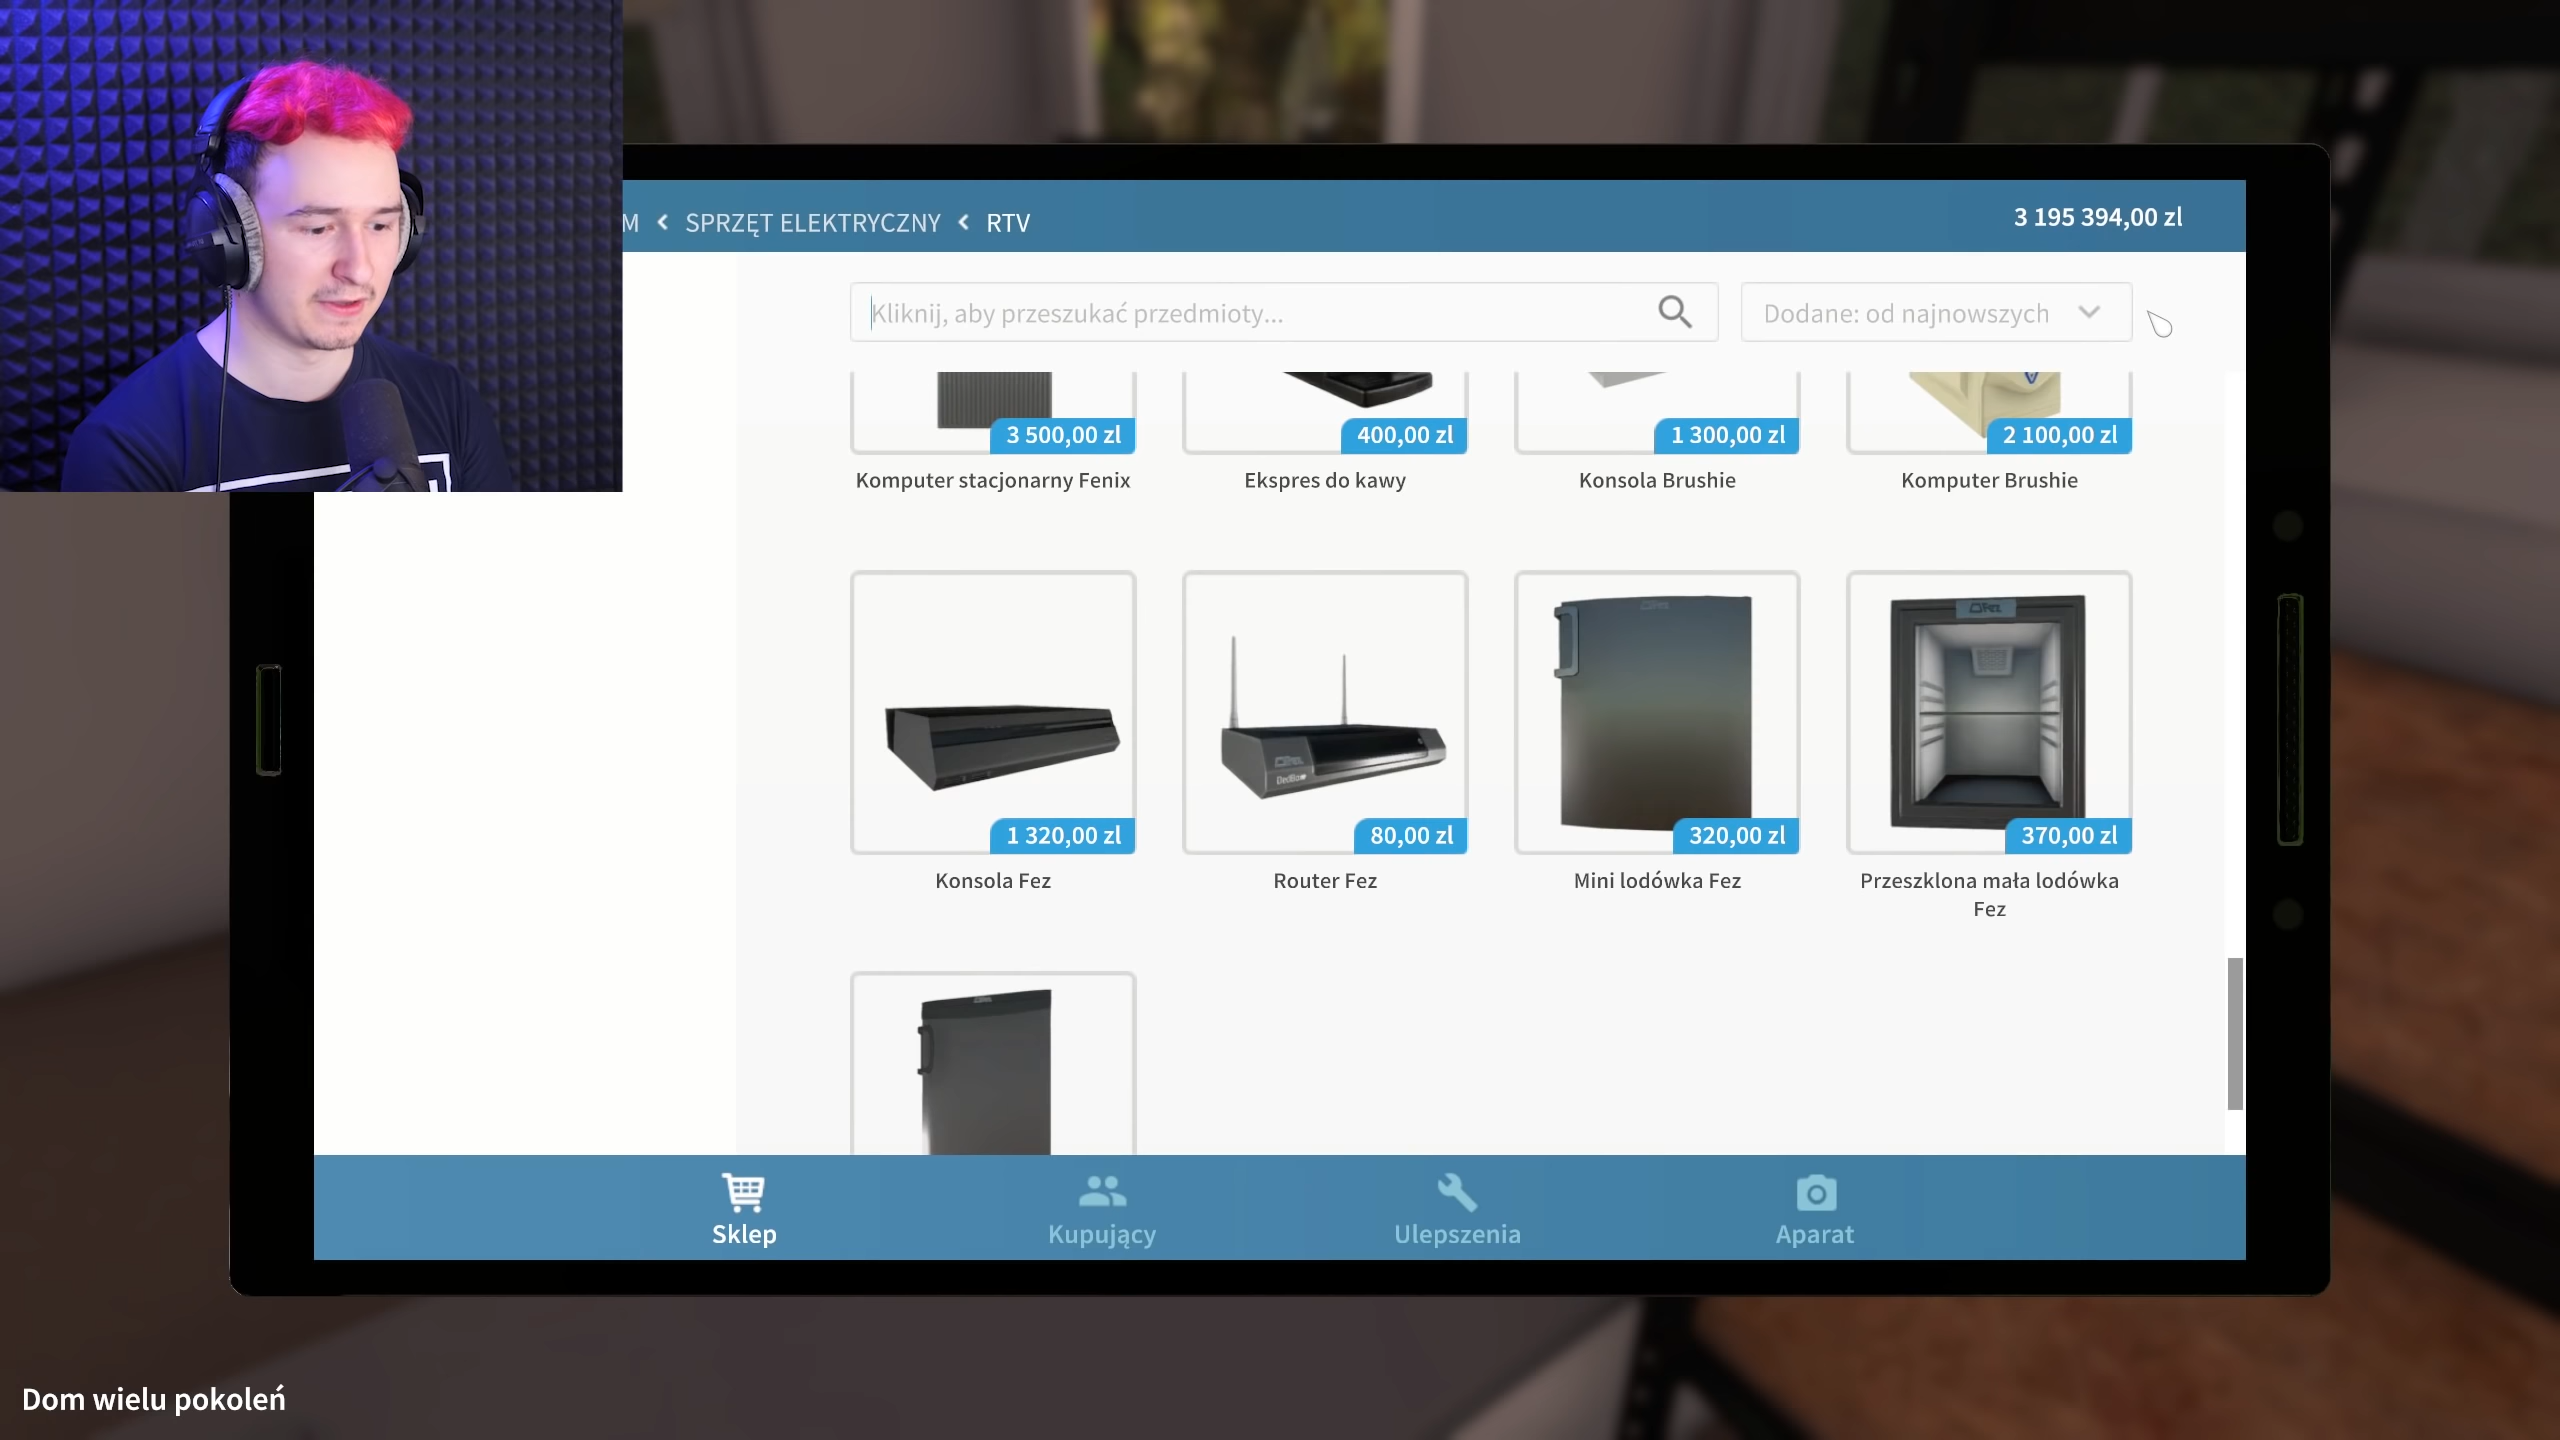 M < SPRZĘT ELEKTRYCZNY < RTV
3 195 394,00 zl
Kliknij, aby przeszukać przedmioty...
Dodane: od najnowszych
3 500,00 zl
400,00 zl
1 300,00 zl
2 100,00 zl
Komputer stacjonarny Fenix
Ekspres do kawy
Konsola Brushie
Komputer Brushie
Fez
1 320,00 zl
80,00 zl
320,00 zl
370,00 zl
Konsola Fez
Router Fez
Mini lodówka Fez
Przeszklona mała lodówka
Fez
Sklep
Kupujący
Ulepszenia
Aparat
Dom wielu pokoleń